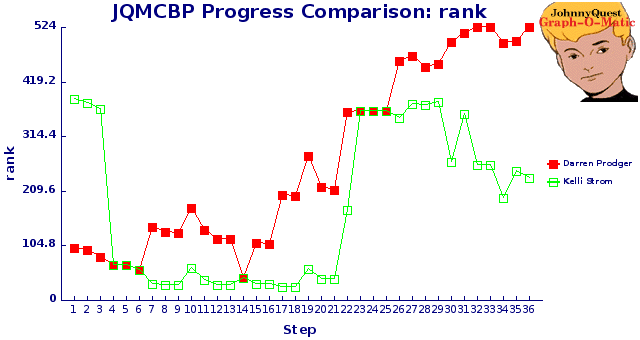 JQMCBP Progress Comparison: rank
JohnnyQuest
Graph-O-Matic
524
419.2
314.4
209.6
104.8
0
rank
Darren Prodger
Kelli Strom
1 2 3 4 5 6 7 8 9 10 11 12 13 14 15 16 17 18 19 20 21 22 23 24 25 26 27 28 29 30 31 32 33 34 35 36
Step